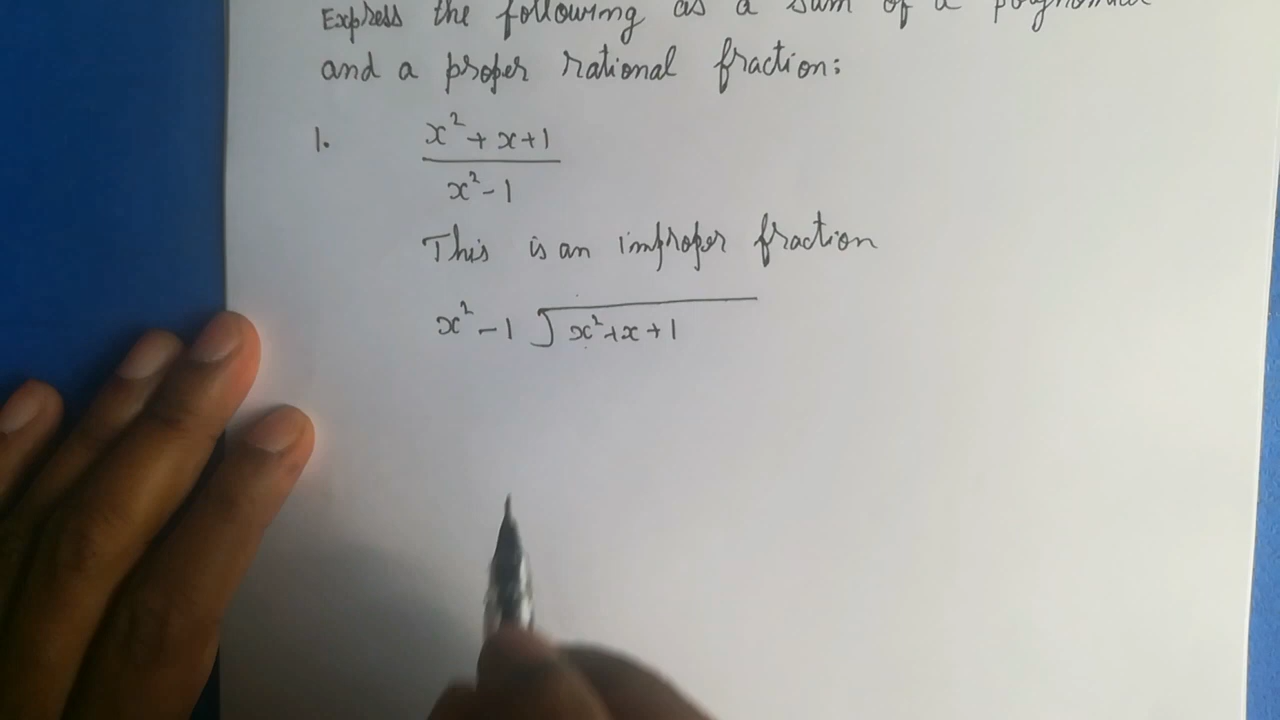 Express the following as a sum of a polynomial
and a proper rational fraction:
1. x² + x + 1
x² - 1
This is an improper fraction
x² - 1 ) x² + x + 1